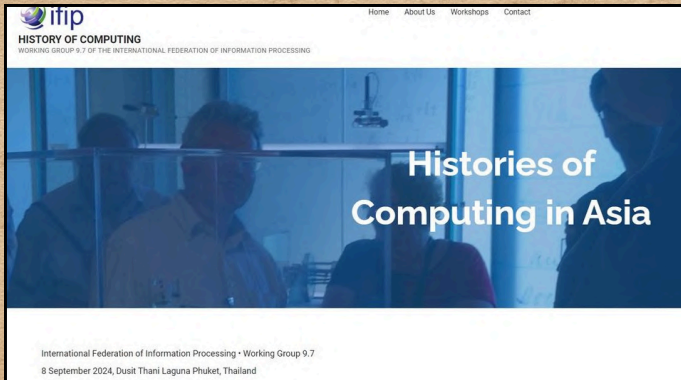 ifip
Home About Us Workshops Contact
HISTORY OF COMPUTING
WORKING GROUP 9.7 OF THE INTERNATIONAL FEDERATION OF INFORMATION PROCESSING
Histories of
Computing in Asia
International Federation of Information Processing • Working Group 9.7
8 September 2024, Dusit Thani Laguna Phuket, Thailand